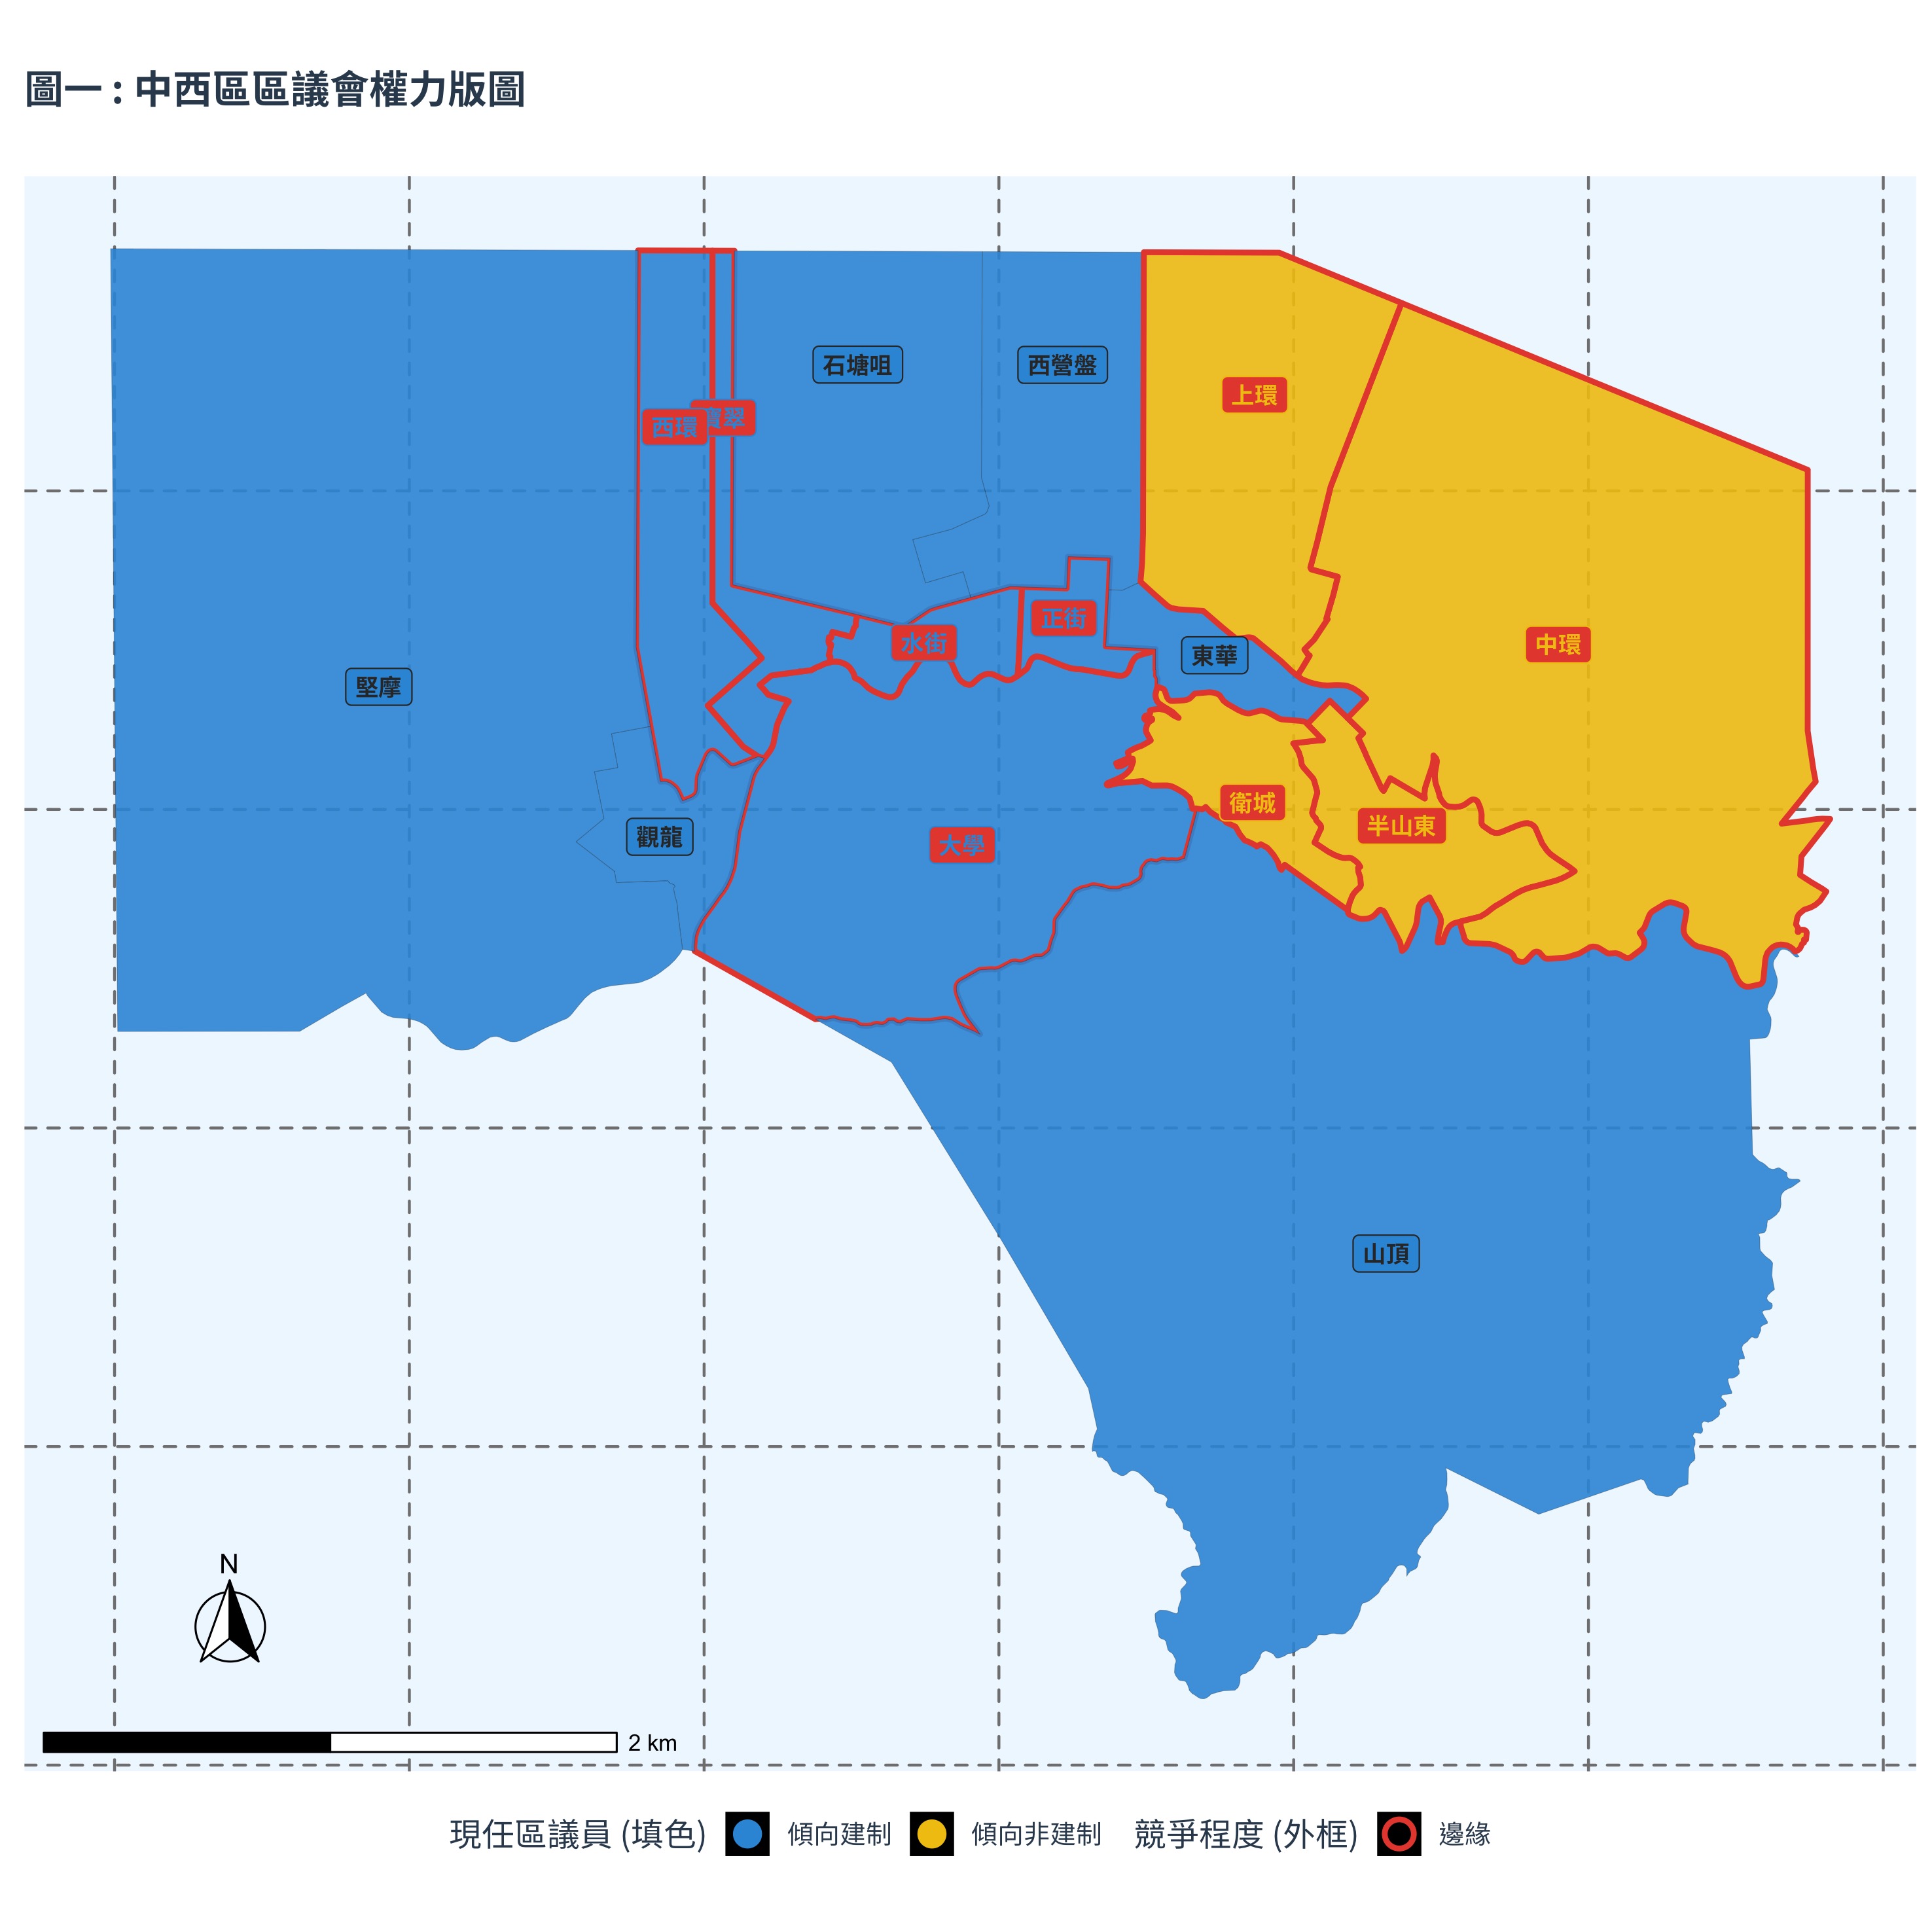 圖一 : 中西區區議會權力版圖
石塘咀
西營盤
上環
西環
寶翠
正街
水街
中環
東華
堅摩
衛城
半山東
觀龍
大學
山頂
N
2 km
現任區議員 (填色) 傾向建制 傾向非建制 競爭程度 (外框) 邊緣